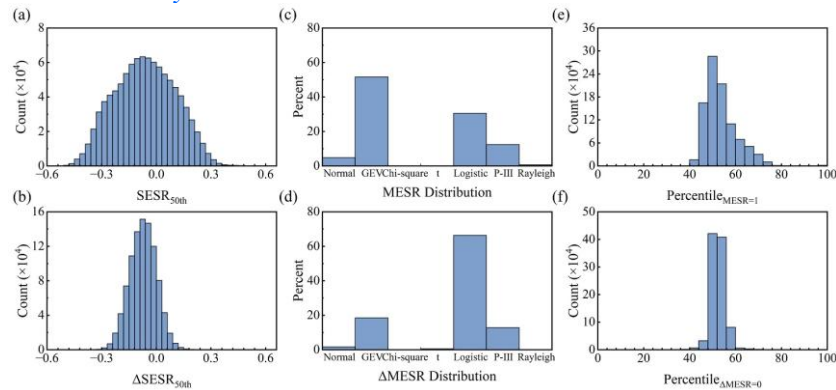 (a)
8
6
4
2
0
Count (×10⁴)
−0.6 −0.3 0.0 0.3 0.6
SESR50th
(b)
16
12
8
4
0
Count (×10⁴)
−0.6 −0.3 0.0 0.3 0.6
ΔSESR50th
(c)
80
60
40
20
0
Percent
Normal GEV Chi-square t Logistic P-III Rayleigh
MESR Distribution
(d)
80
60
40
20
0
Percent
Normal GEV Chi-square t Logistic P-III Rayleigh
ΔMESR Distribution
(e)
36
30
24
18
12
6
0
Count (×10⁴)
0 20 40 60 80 100
PercentileMESR=1
(f)
50
40
30
20
10
0
Count (×10⁴)
0 20 40 60 80 100
PercentileΔMESR=0